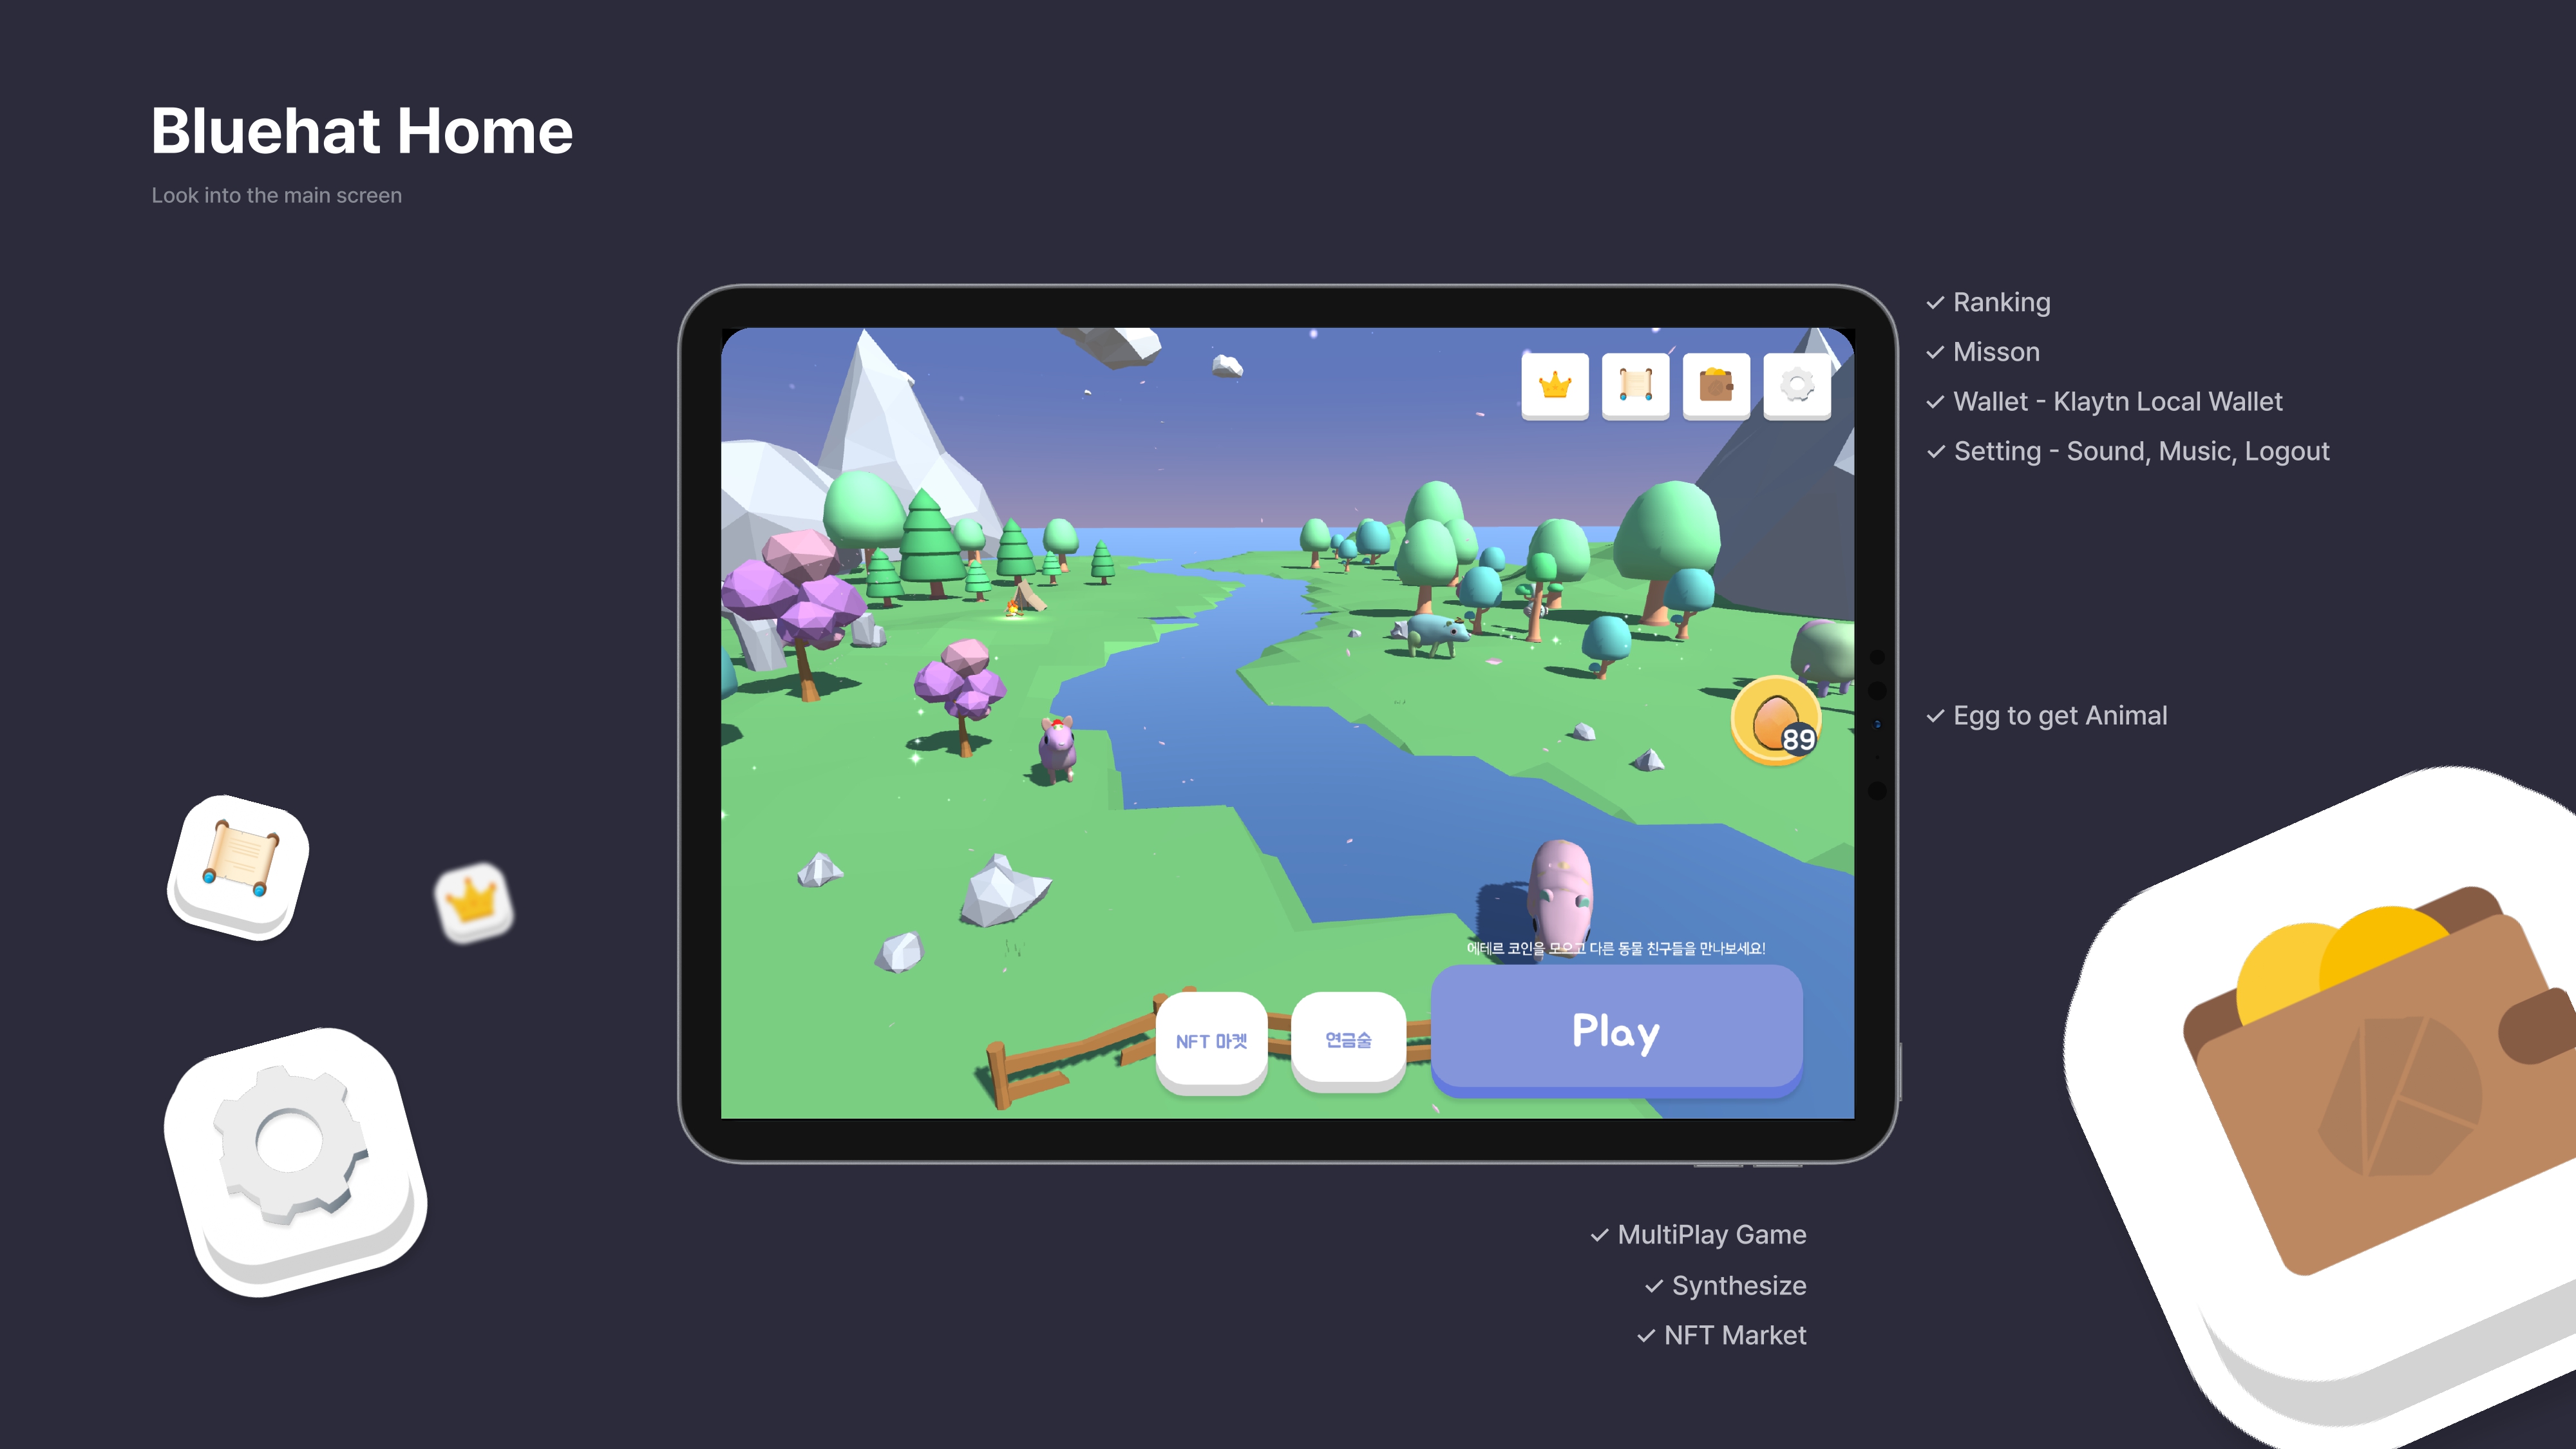 Bluehat Home
Look into the main screen
✓ Ranking
✓ Misson
✓ Wallet - Klaytn Local Wallet
✓ Setting - Sound, Music, Logout
✓ Egg to get Animal
89
에테르 코인을 모으고 다른 동물 친구들을 만나보세요!
NFT 마켓
연금술
Play
✓ MultiPlay Game
✓ Synthesize
✓ NFT Market